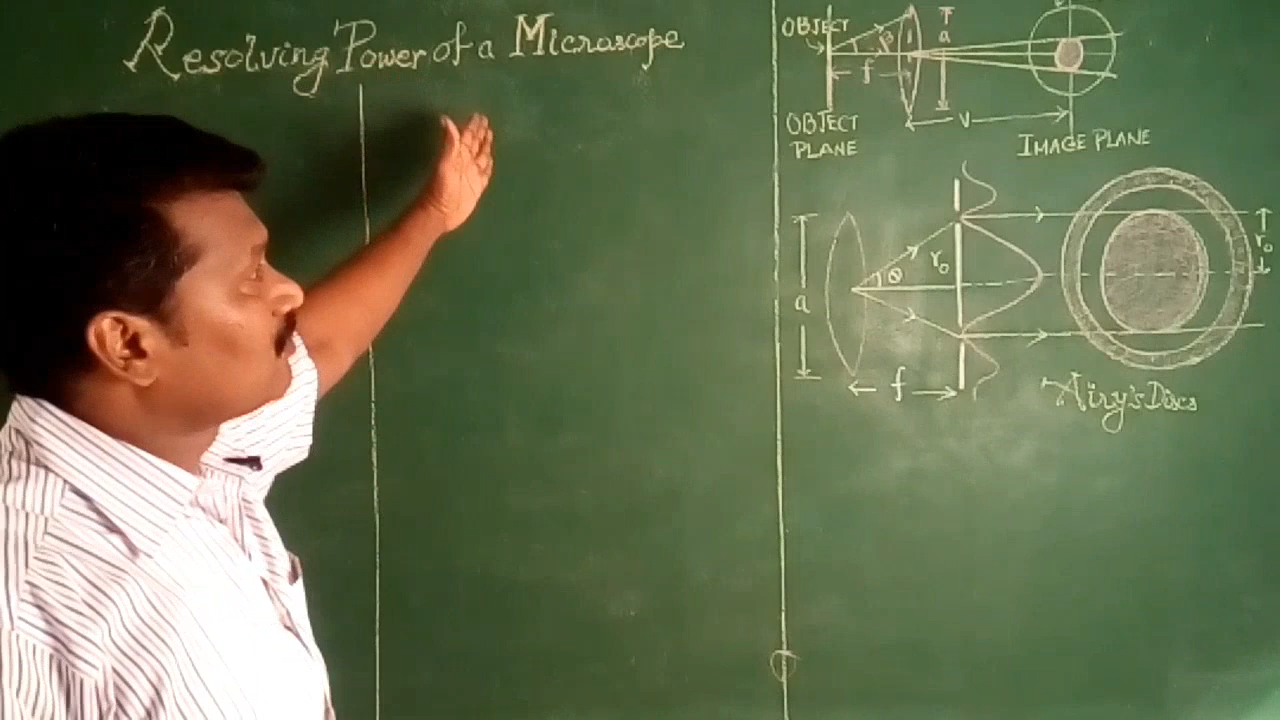 Resolving Power of a Microscope
OBJECT
β
a
f
v
OBJECT
PLANE
IMAGE PLANE
a
θ
r₀
r₀
f
Airy's Discs